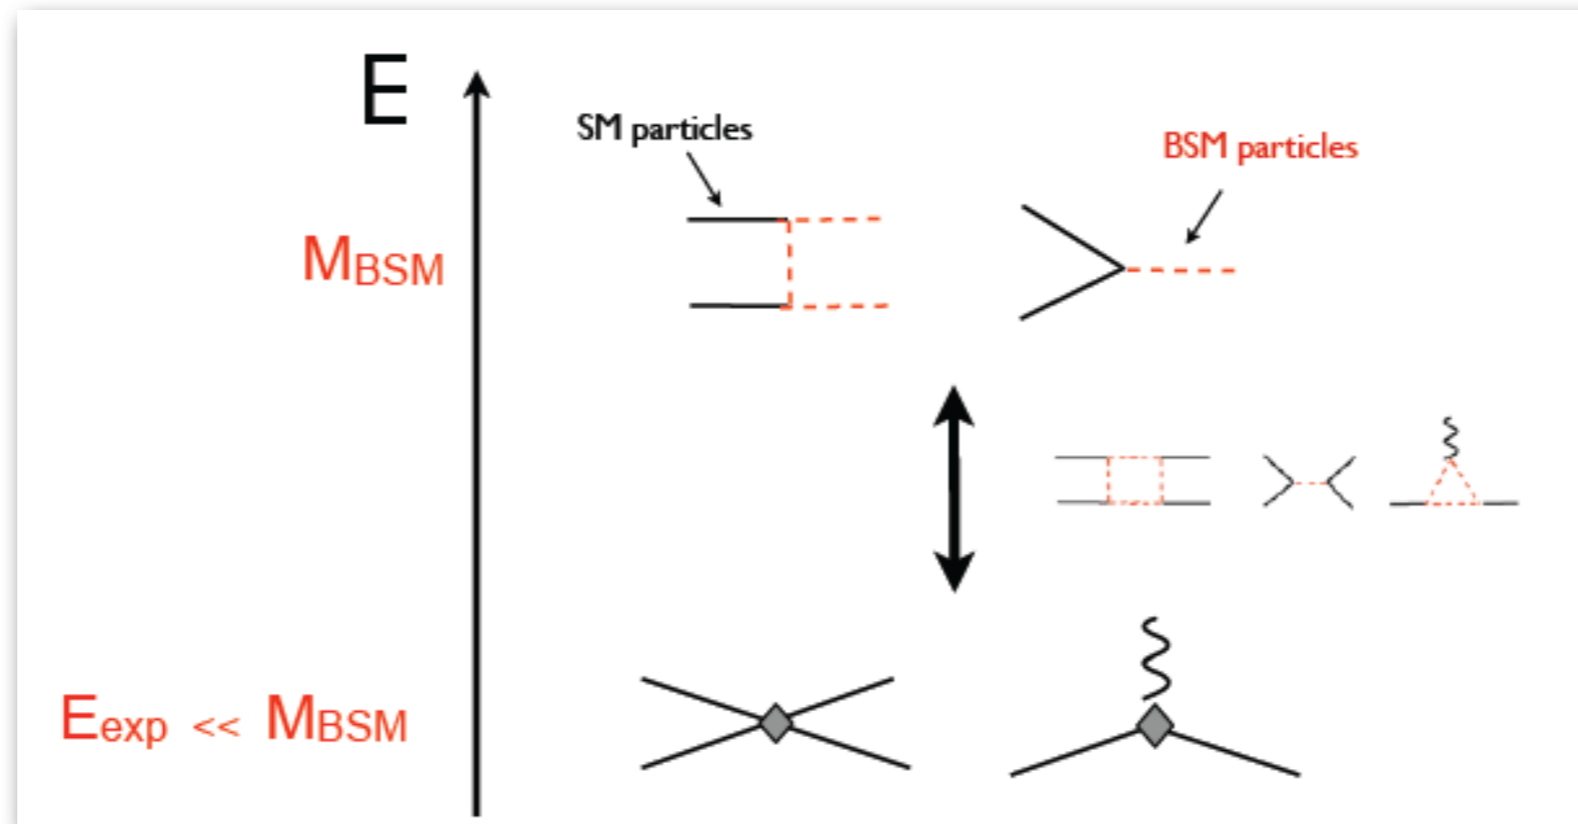 E
SM particles
BSM particles
MBSM
Eexp << MBSM